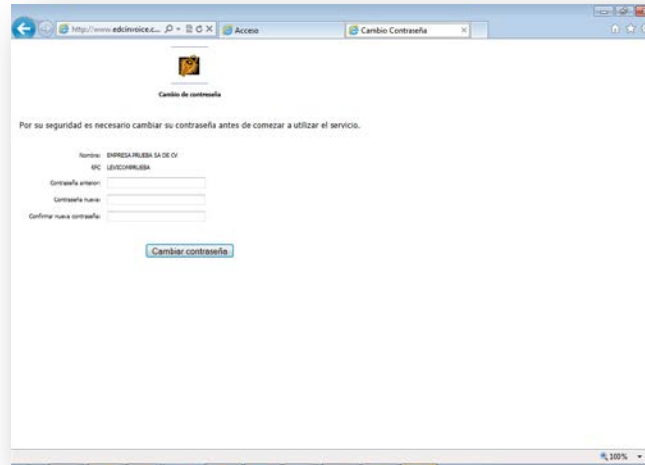 http://www.edcinvoice.c...
Acceso
Cambio Contraseña
Cambio de contraseña
Por su seguridad es necesario cambiar su contraseña antes de comezar a utilizar el servicio.
Nombre: EMPRESA PRUEBA SA DE CV
RFC
Contraseña anterior:
Contraseña nueva:
Confirmar nueva contraseña:
Cambiar contraseña
100%